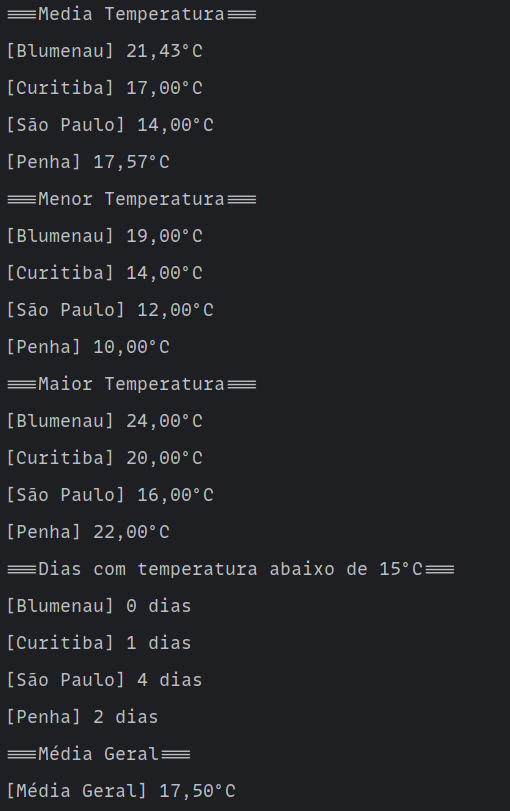 ===Media Temperatura===
[Blumenau] 21,43°C
[Curitiba] 17,00°C
[São Paulo] 14,00°C
[Penha] 17,57°C
===Menor Temperatura===
[Blumenau] 19,00°C
[Curitiba] 14,00°C
[São Paulo] 12,00°C
[Penha] 10,00°C
===Maior Temperatura===
[Blumenau] 24,00°C
[Curitiba] 20,00°C
[São Paulo] 16,00°C
[Penha] 22,00°C
===Dias com temperatura abaixo de 15°C===
[Blumenau] 0 dias
[Curitiba] 1 dias
[São Paulo] 4 dias
[Penha] 2 dias
===Média Geral===
[Média Geral] 17,50°C